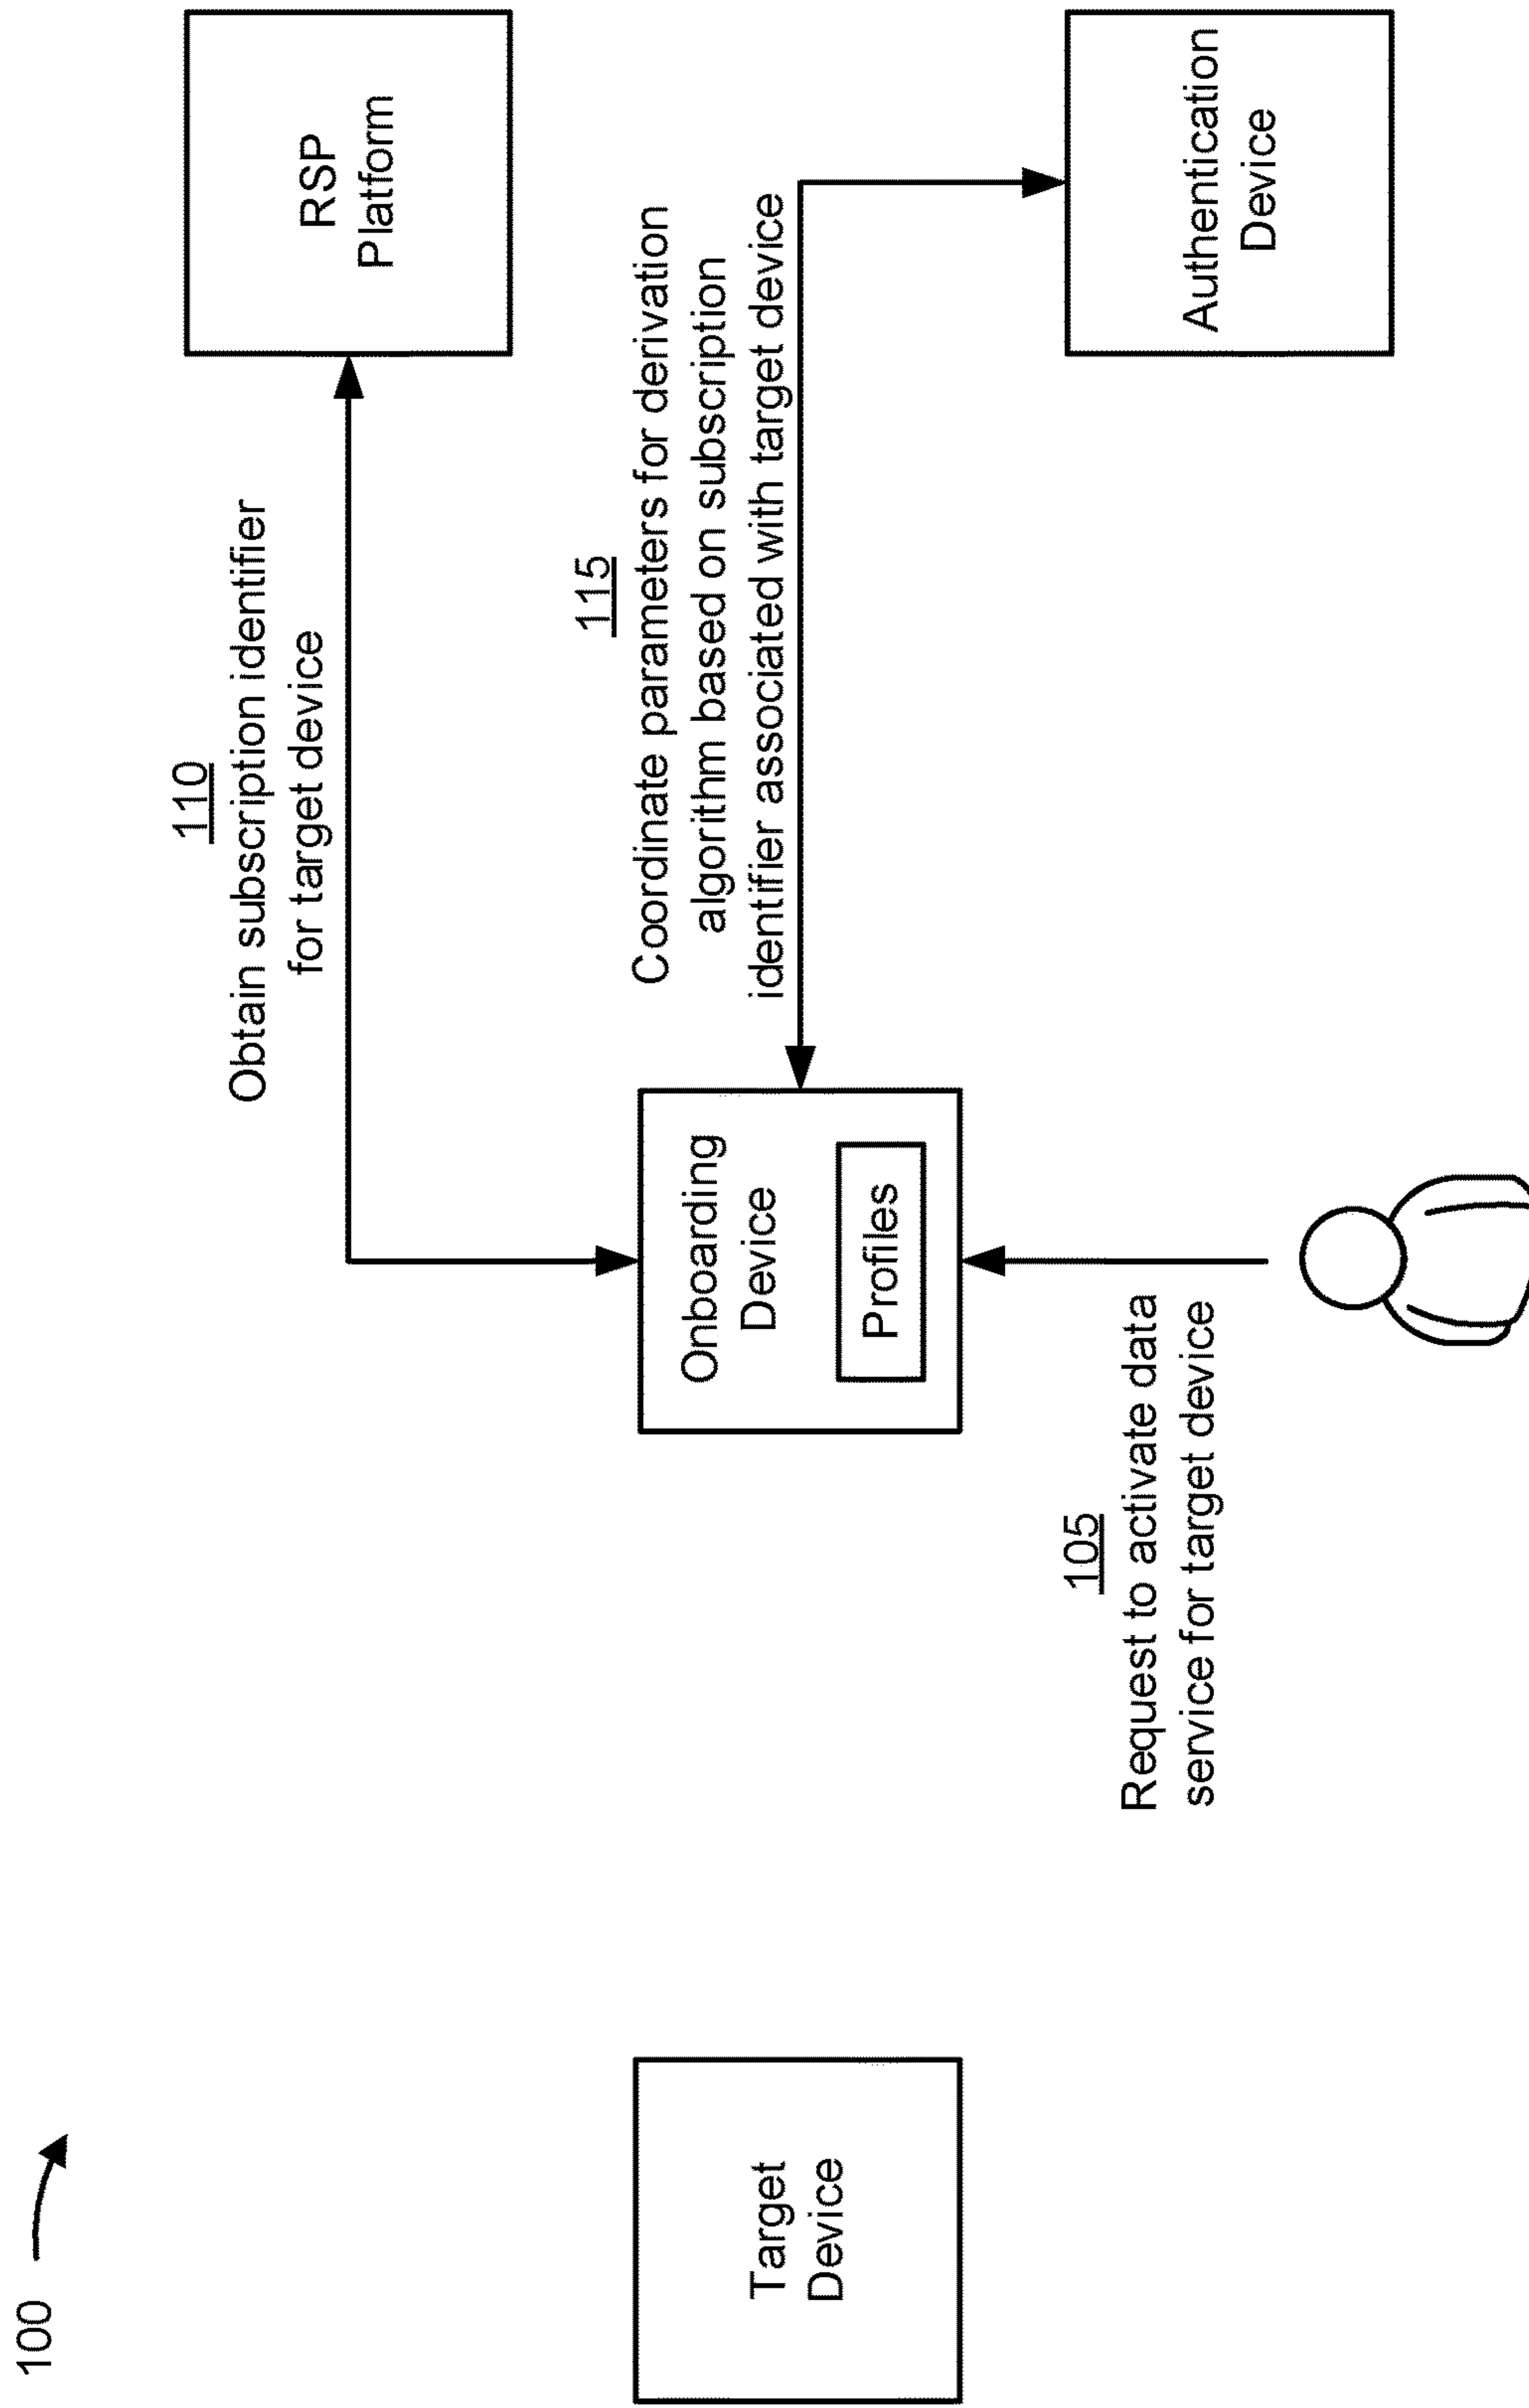 100
110
Obtain subscription identifier
for target device
RSP
Platform
115
Coordinate parameters for derivation
algorithm based on subscription
identifier associated with target device
Target
Device
Onboarding
Device
Profiles
105
Request to activate data
service for target device
Authentication
Device